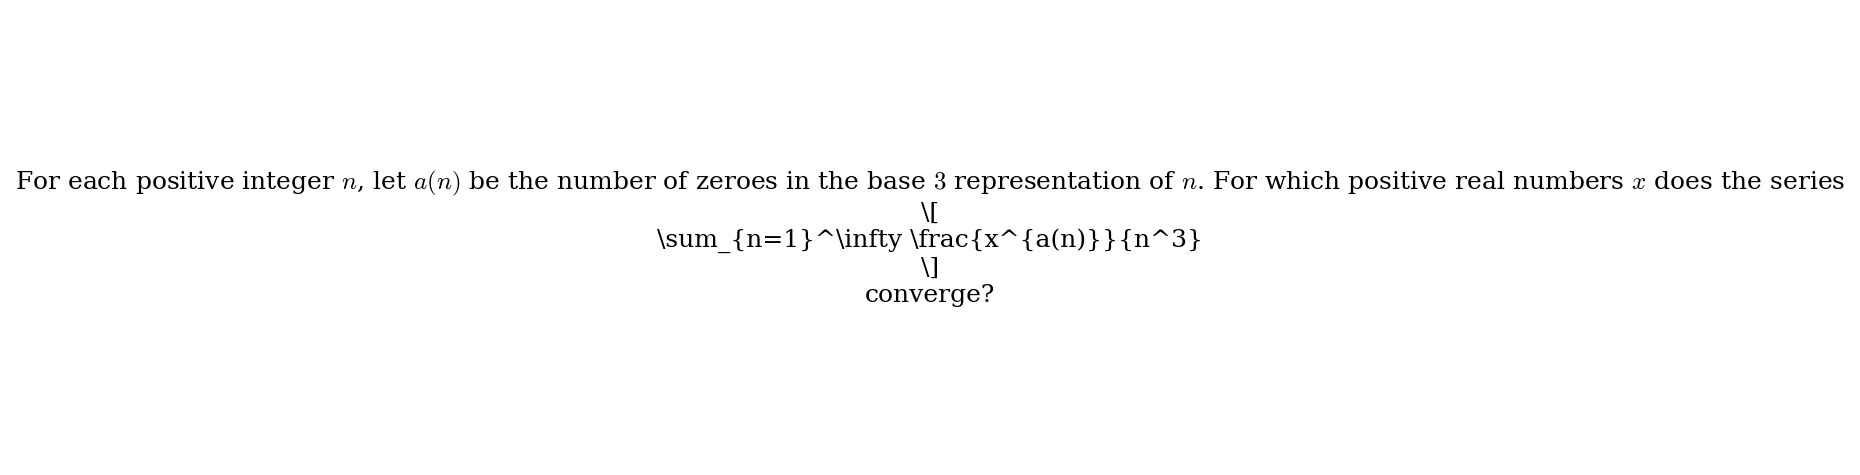 For each positive integer n, let a(n) be the number of zeroes in the base 3 representation of n. For which positive real numbers x does the series
\[
\sum_{n=1}^\infty \frac{x^{a(n)}}{n^3}
\]
converge?